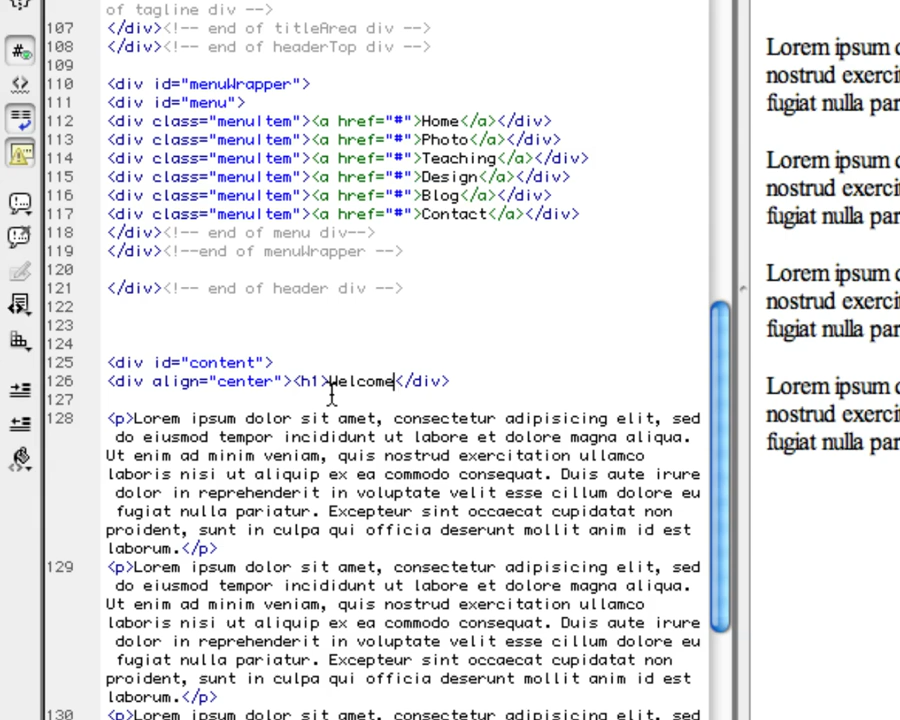 of tagline div -->
107 </div><!-- end of titleArea div -->
108 </div><!-- end of headerTop div -->
109
110 <div id="menuWrapper">
111 <div id="menu">
112 <div class="menuItem"><a href="#">Home</a></div>
113 <div class="menuItem"><a href="#">Photo</a></div>
114 <div class="menuItem"><a href="#">Teaching</a></div>
115 <div class="menuItem"><a href="#">Design</a></div>
116 <div class="menuItem"><a href="#">Blog</a></div>
117 <div class="menuItem"><a href="#">Contact</a></div>
118 </div><!-- end of menu div-->
119 </div><!--end of menuWrapper -->
120
121 </div><!-- end of header div -->
122
123
124
125 <div id="content">
126 <div align="center"><h1>Welcome</div>
127
128 <p>Lorem ipsum dolor sit amet, consectetur adipisicing elit, sed
do eiusmod tempor incididunt ut labore et dolore magna aliqua.
Ut enim ad minim veniam, quis nostrud exercitation ullamco
laboris nisi ut aliquip ex ea commodo consequat. Duis aute irure
dolor in reprehenderit in voluptate velit esse cillum dolore eu
fugiat nulla pariatur. Excepteur sint occaecat cupidatat non
proident, sunt in culpa qui officia deserunt mollit anim id est
laborum.</p>
129 <p>Lorem ipsum dolor sit amet, consectetur adipisicing elit, sed
do eiusmod tempor incididunt ut labore et dolore magna aliqua.
Ut enim ad minim veniam, quis nostrud exercitation ullamco
laboris nisi ut aliquip ex ea commodo consequat. Duis aute irure
dolor in reprehenderit in voluptate velit esse cillum dolore eu
fugiat nulla pariatur. Excepteur sint occaecat cupidatat non
proident, sunt in culpa qui officia deserunt mollit anim id est
laborum.</p>
130 <p>Lorem ipsum dolor sit amet, consectetur adipisicing elit, sed
Lorem ipsum d
nostrud exerci
fugiat nulla par
Lorem ipsum d
nostrud exerci
fugiat nulla par
Lorem ipsum d
nostrud exerci
fugiat nulla par
Lorem ipsum d
nostrud exerci
fugiat nulla par